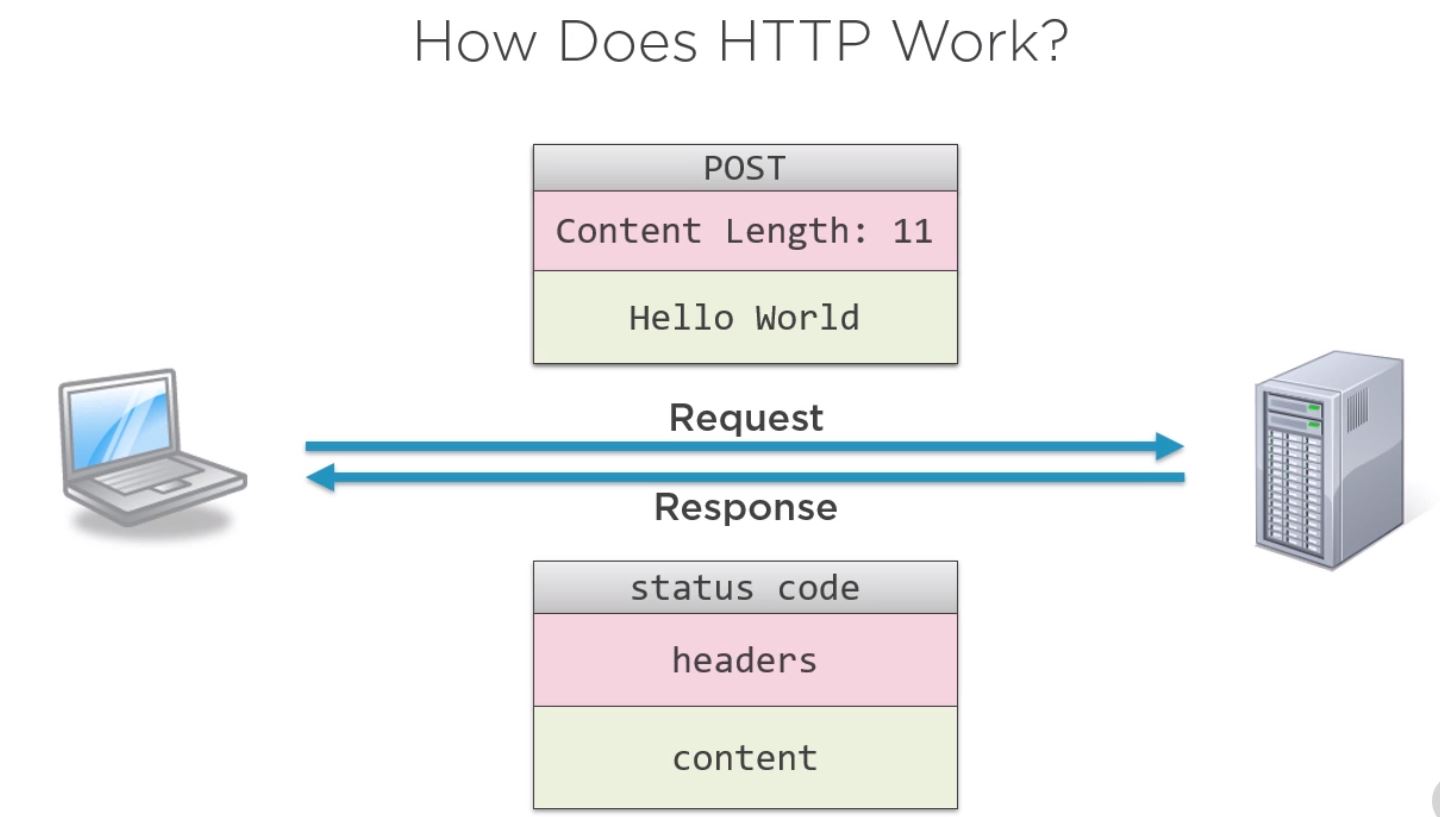 How Does HTTP Work?
POST
Content Length: 11
Hello World
Request
Response
status code
headers
content